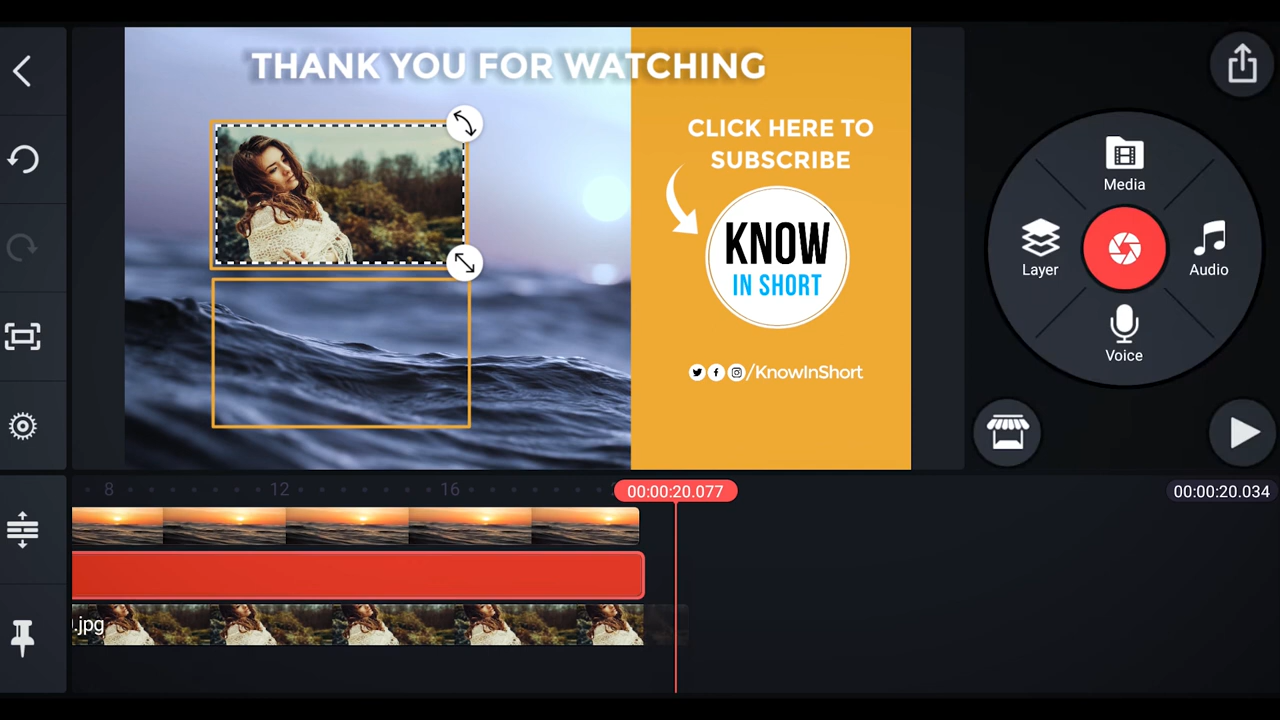 THANK YOU FOR WATCHING
CLICK HERE TO
SUBSCRIBE
KNOW
IN SHORT
/KnowInShort
Media
Layer
Audio
Voice
8
12
16
00:00:20.077
00:00:20.034
.jpg